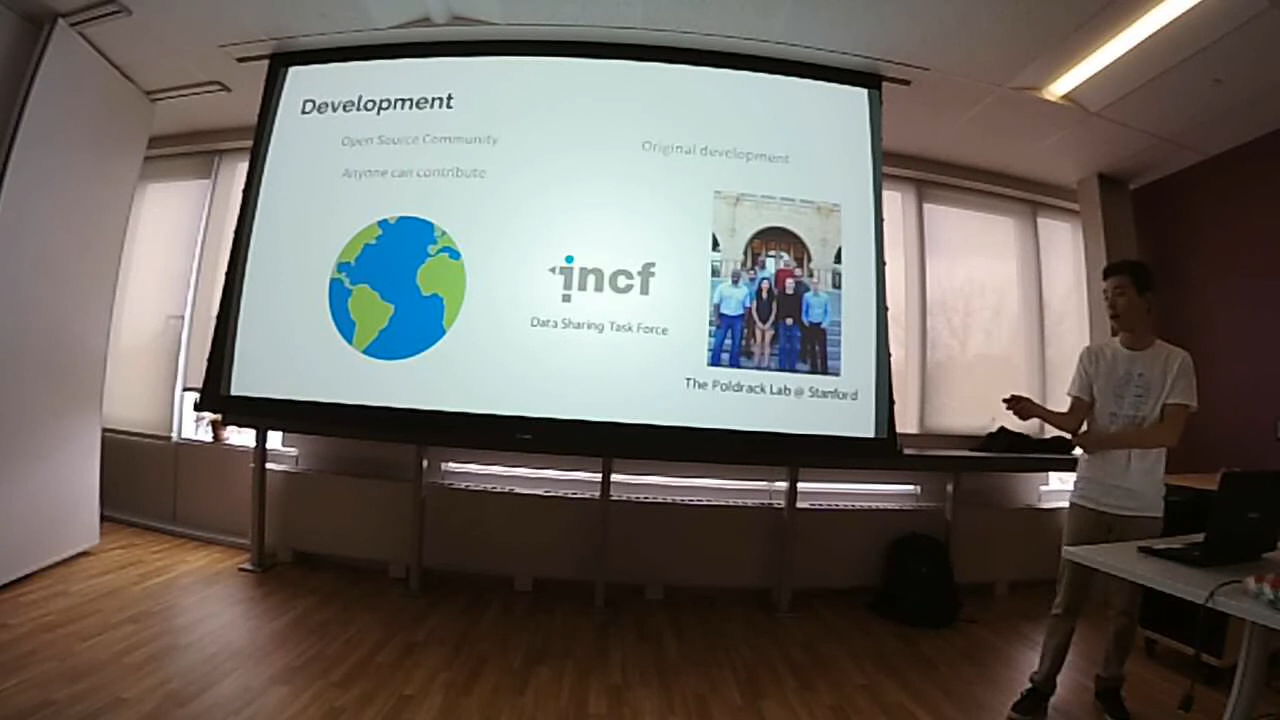 Development
Open Source Community
Anyone can contribute
Original development
incf
Data Sharing Task Force
The Poldrack Lab @ Stanford